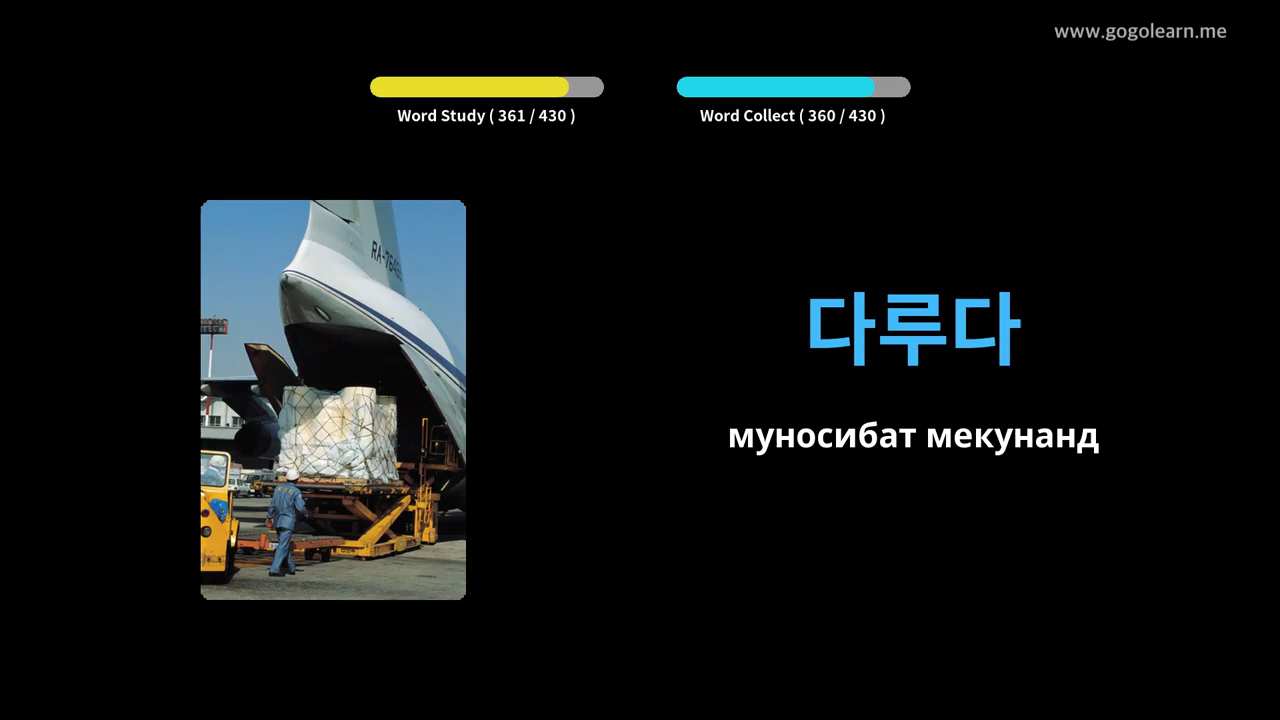 www.gogolearn.me
Word Study ( 361 / 430 )
Word Collect ( 360 / 430 )
다루다
муносибат мекунанд